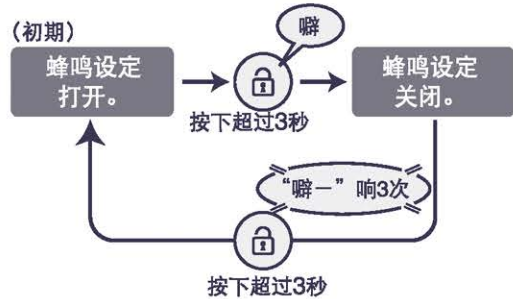 （初期）
蜂鸣设定
打开。
噼
按下超过3秒
蜂鸣设定
关闭。
“噼－”响3次
按下超过3秒